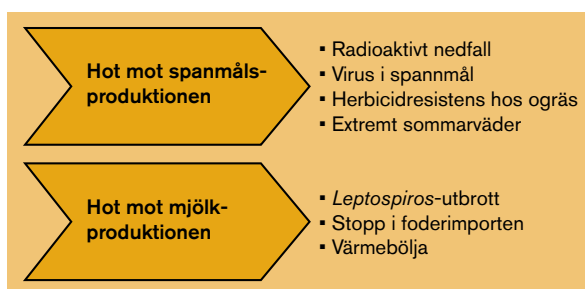 Hot mot spanmåls-
produktionen
▪ Radioaktivt nedfall
▪ Virus i spannmål
▪ Herbicidresistens hos ogräs
▪ Extremt sommarväder
Hot mot mjölk-
produktionen
▪ Leptospiros-utbrott
▪ Stopp i foderimporten
▪ Värmebölja